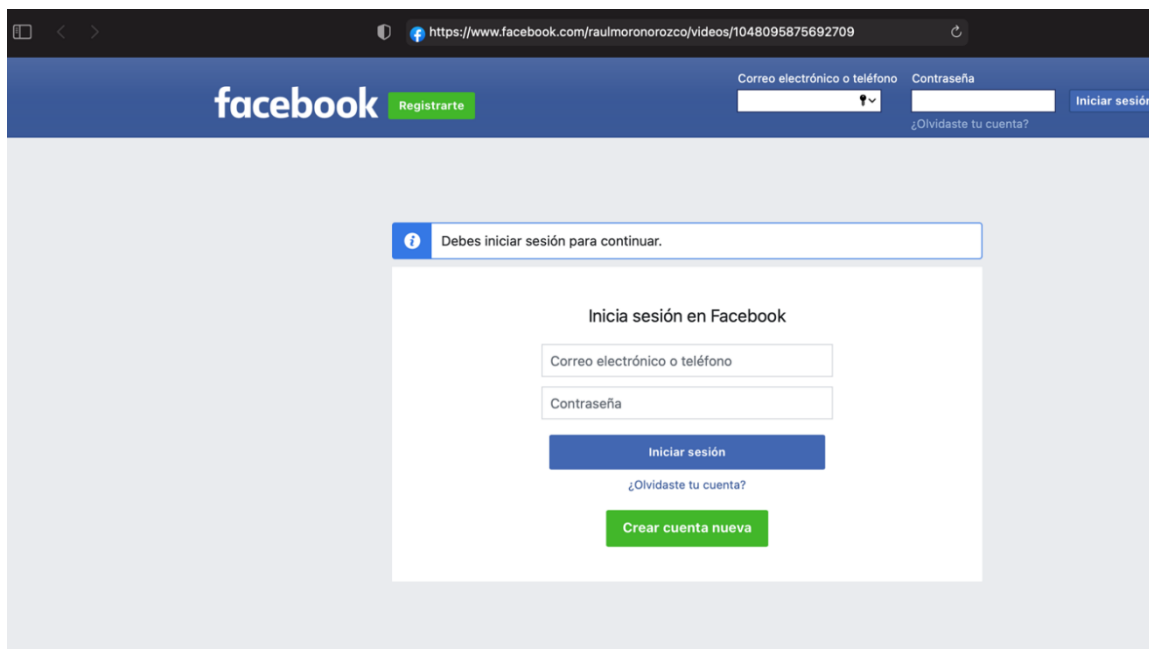 https://www.facebook.com/raulmoronorozco/videos/1048095875692709
Correo electrónico o teléfono Contraseña
facebook Registrarte Iniciar sesión
¿Olvidaste tu cuenta?
Debes iniciar sesión para continuar.
Inicia sesión en Facebook
Correo electrónico o teléfono
Contraseña
Iniciar sesión
¿Olvidaste tu cuenta?
Crear cuenta nueva